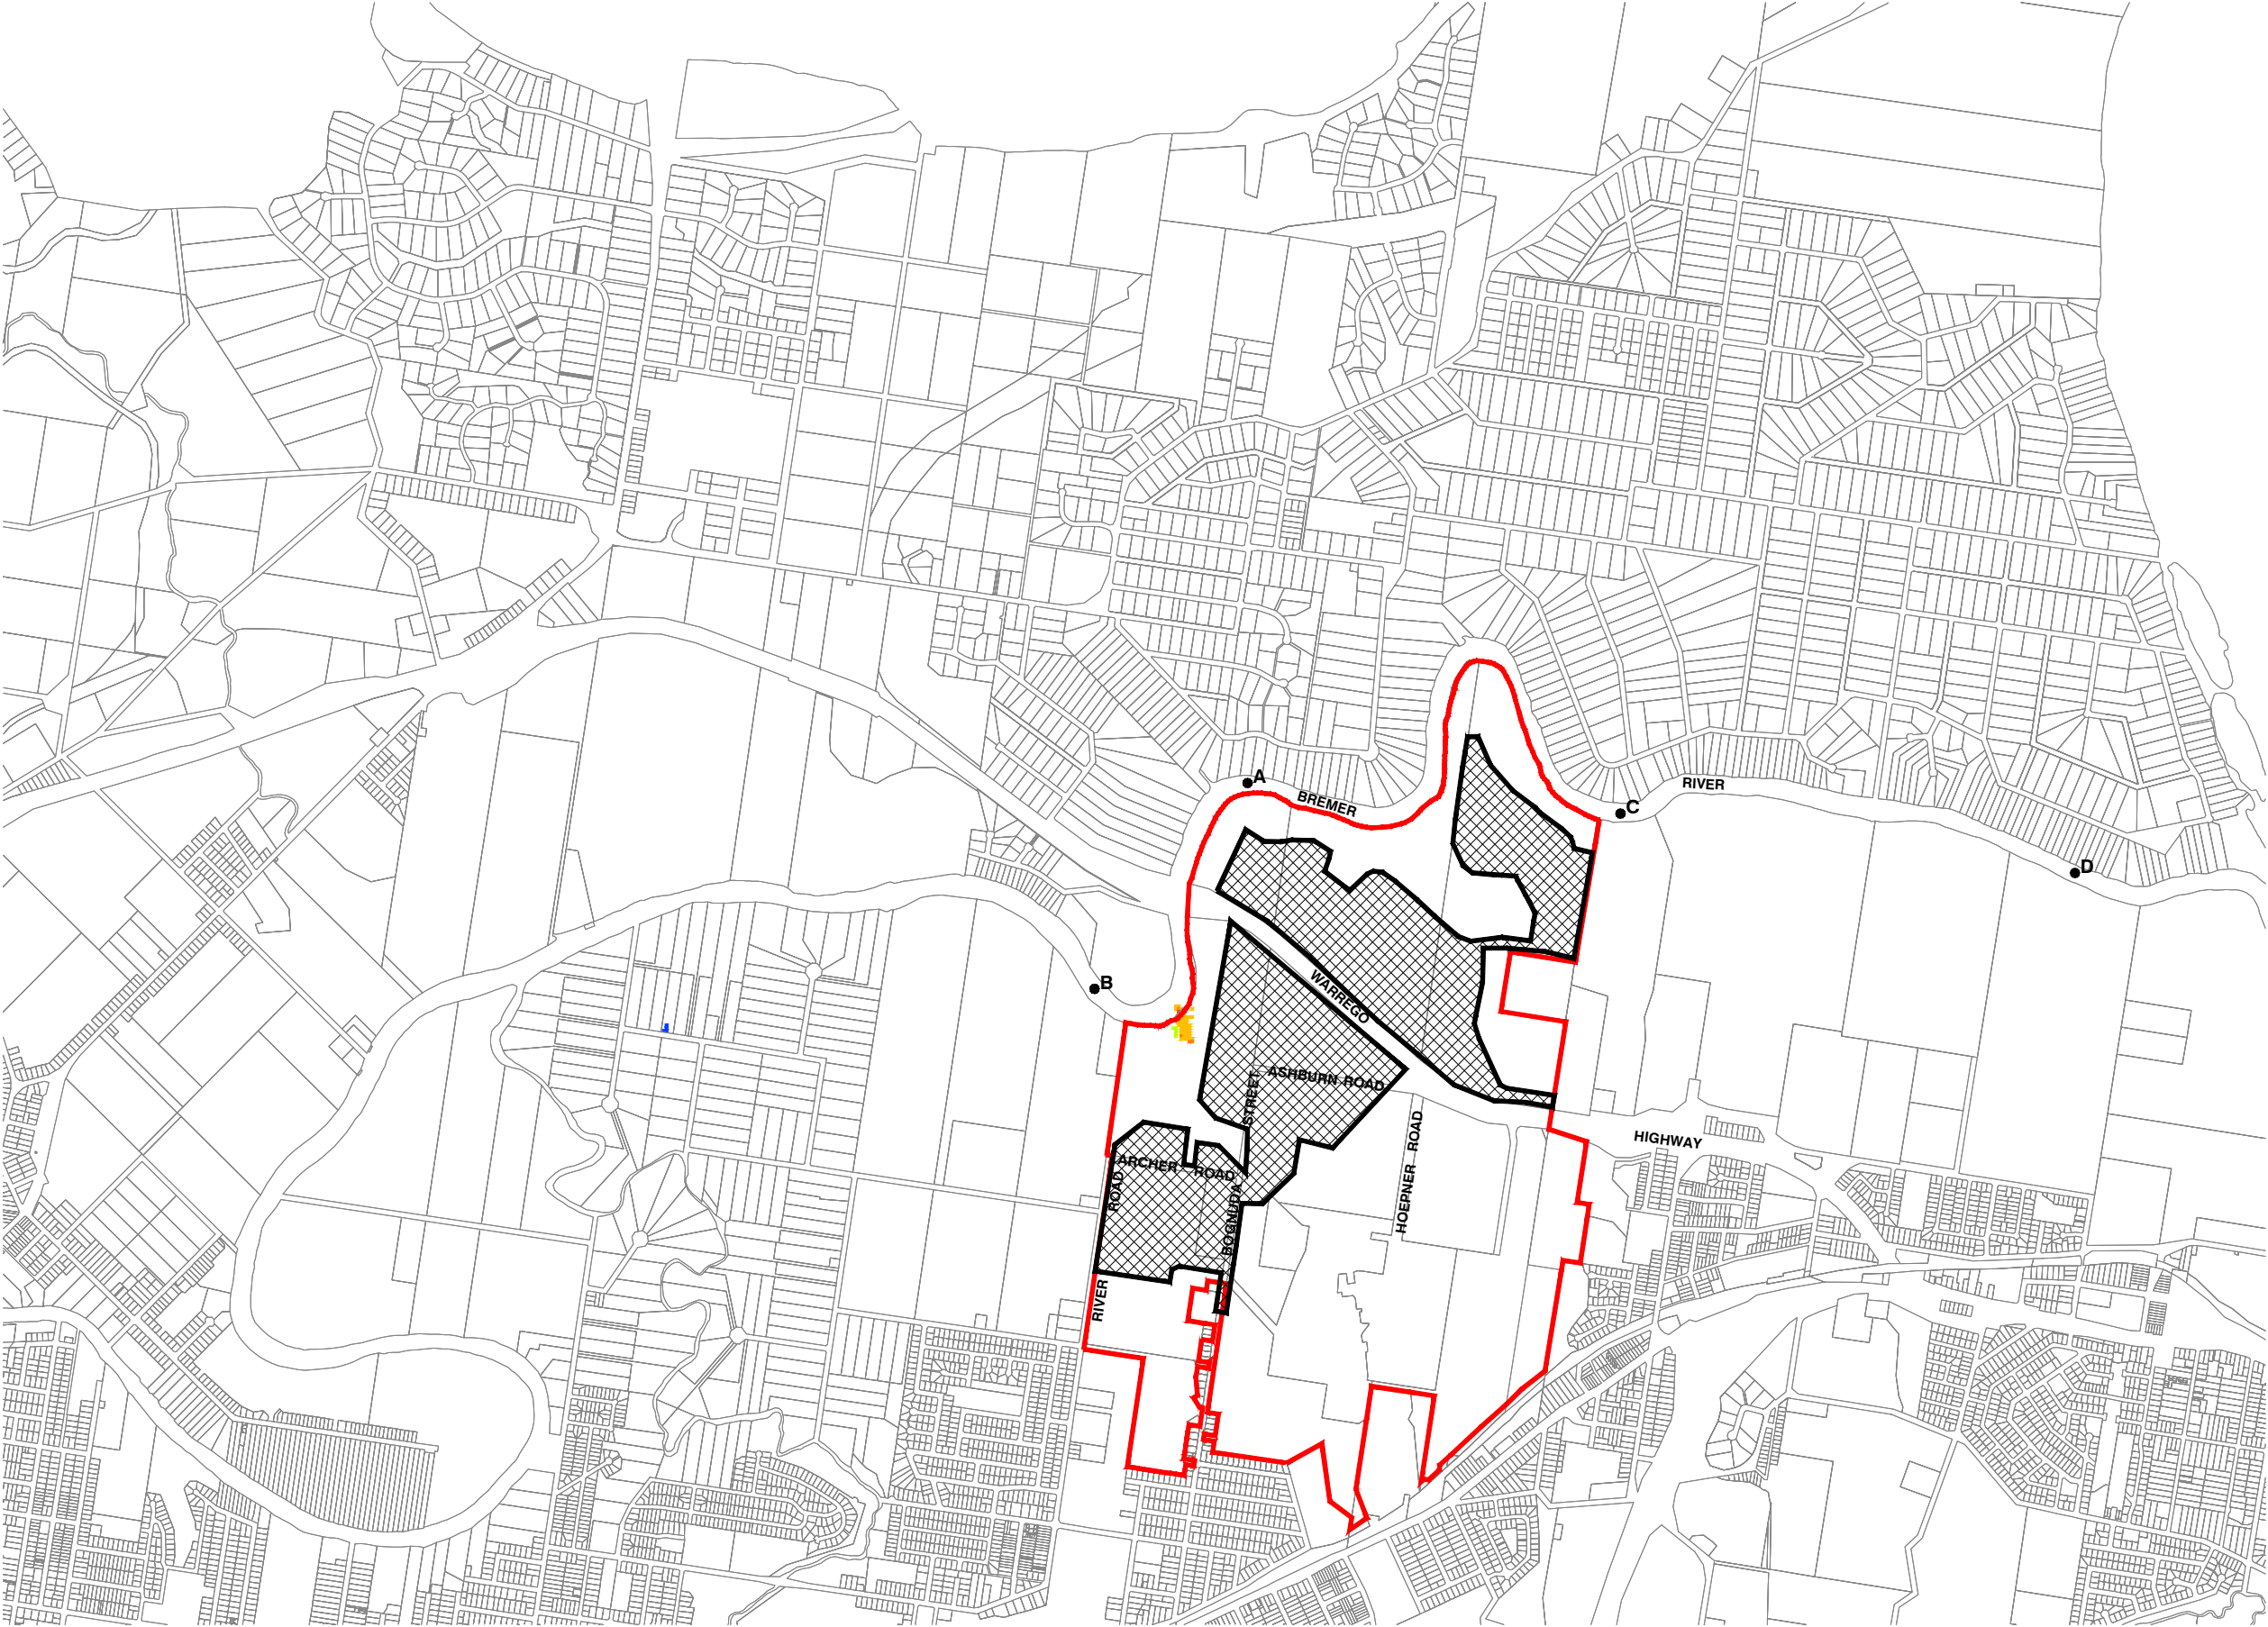 A
BREMER
RIVER
C
D
B
WARREGO
ASHBURN ROAD
STREET
HIGHWAY
HOEPNER ROAD
ARCHER ROAD
ROAD
BOGNUDA
RIVER